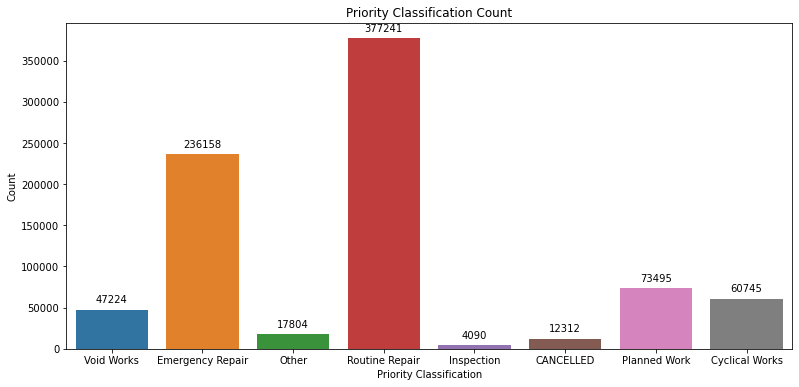 Priority Classification Count
377241
350000
300000
250000
236158
200000
150000
100000
73495
60745
50000
47224
17804
12312
4090
0
Count
Void Works
Emergency Repair
Other
Routine Repair
Inspection
CANCELLED
Planned Work
Cyclical Works
Priority Classification